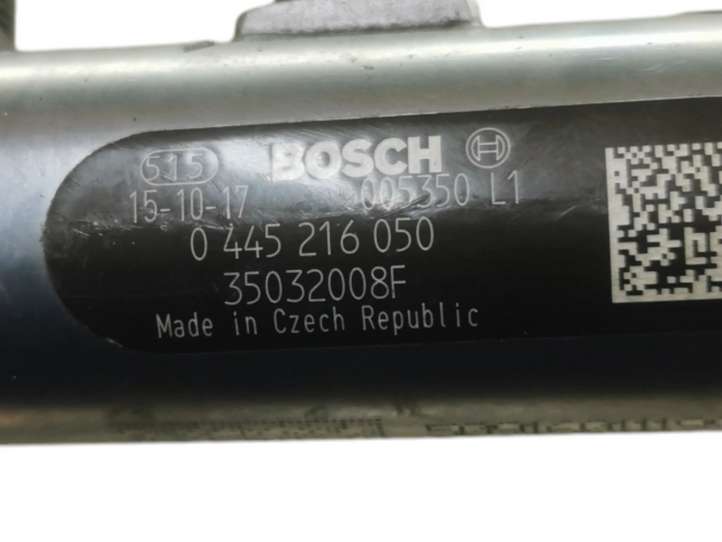 515 BOSCH
15-10-17 005350 L1
0 445 216 050
35032008F
Made in Czech Republic